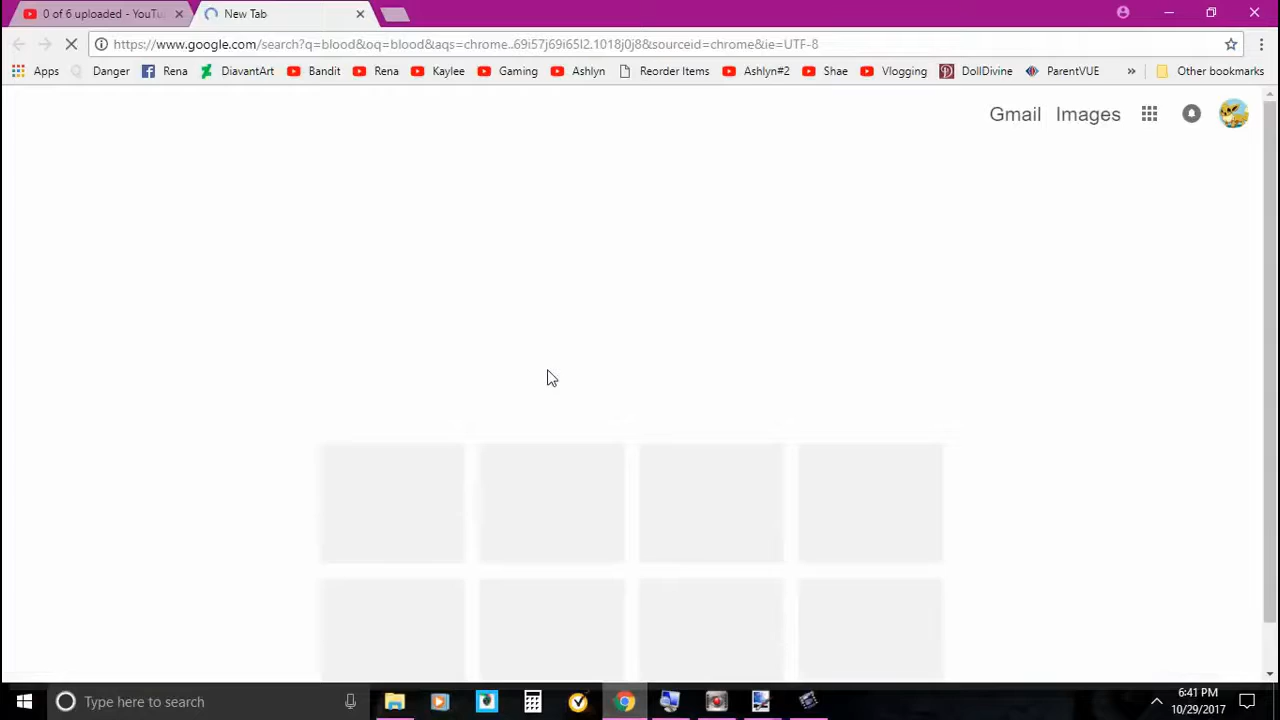 0 of 6 uploaded - YouTu
New Tab
https://www.google.com/search?q=blood&oq=blood&aqs=chrome..69i57j69i65l2.1018j0j8&sourceid=chrome&ie=UTF-8
Apps Danger Rena DiavantArt Bandit Rena Kaylee Gaming Ashlyn Reorder Items Ashlyn#2 Shan Vlogging DollDivine ParentVUE » Other bookmarks
Gmail Images
Type here to search
6:41 PM
10/29/2017